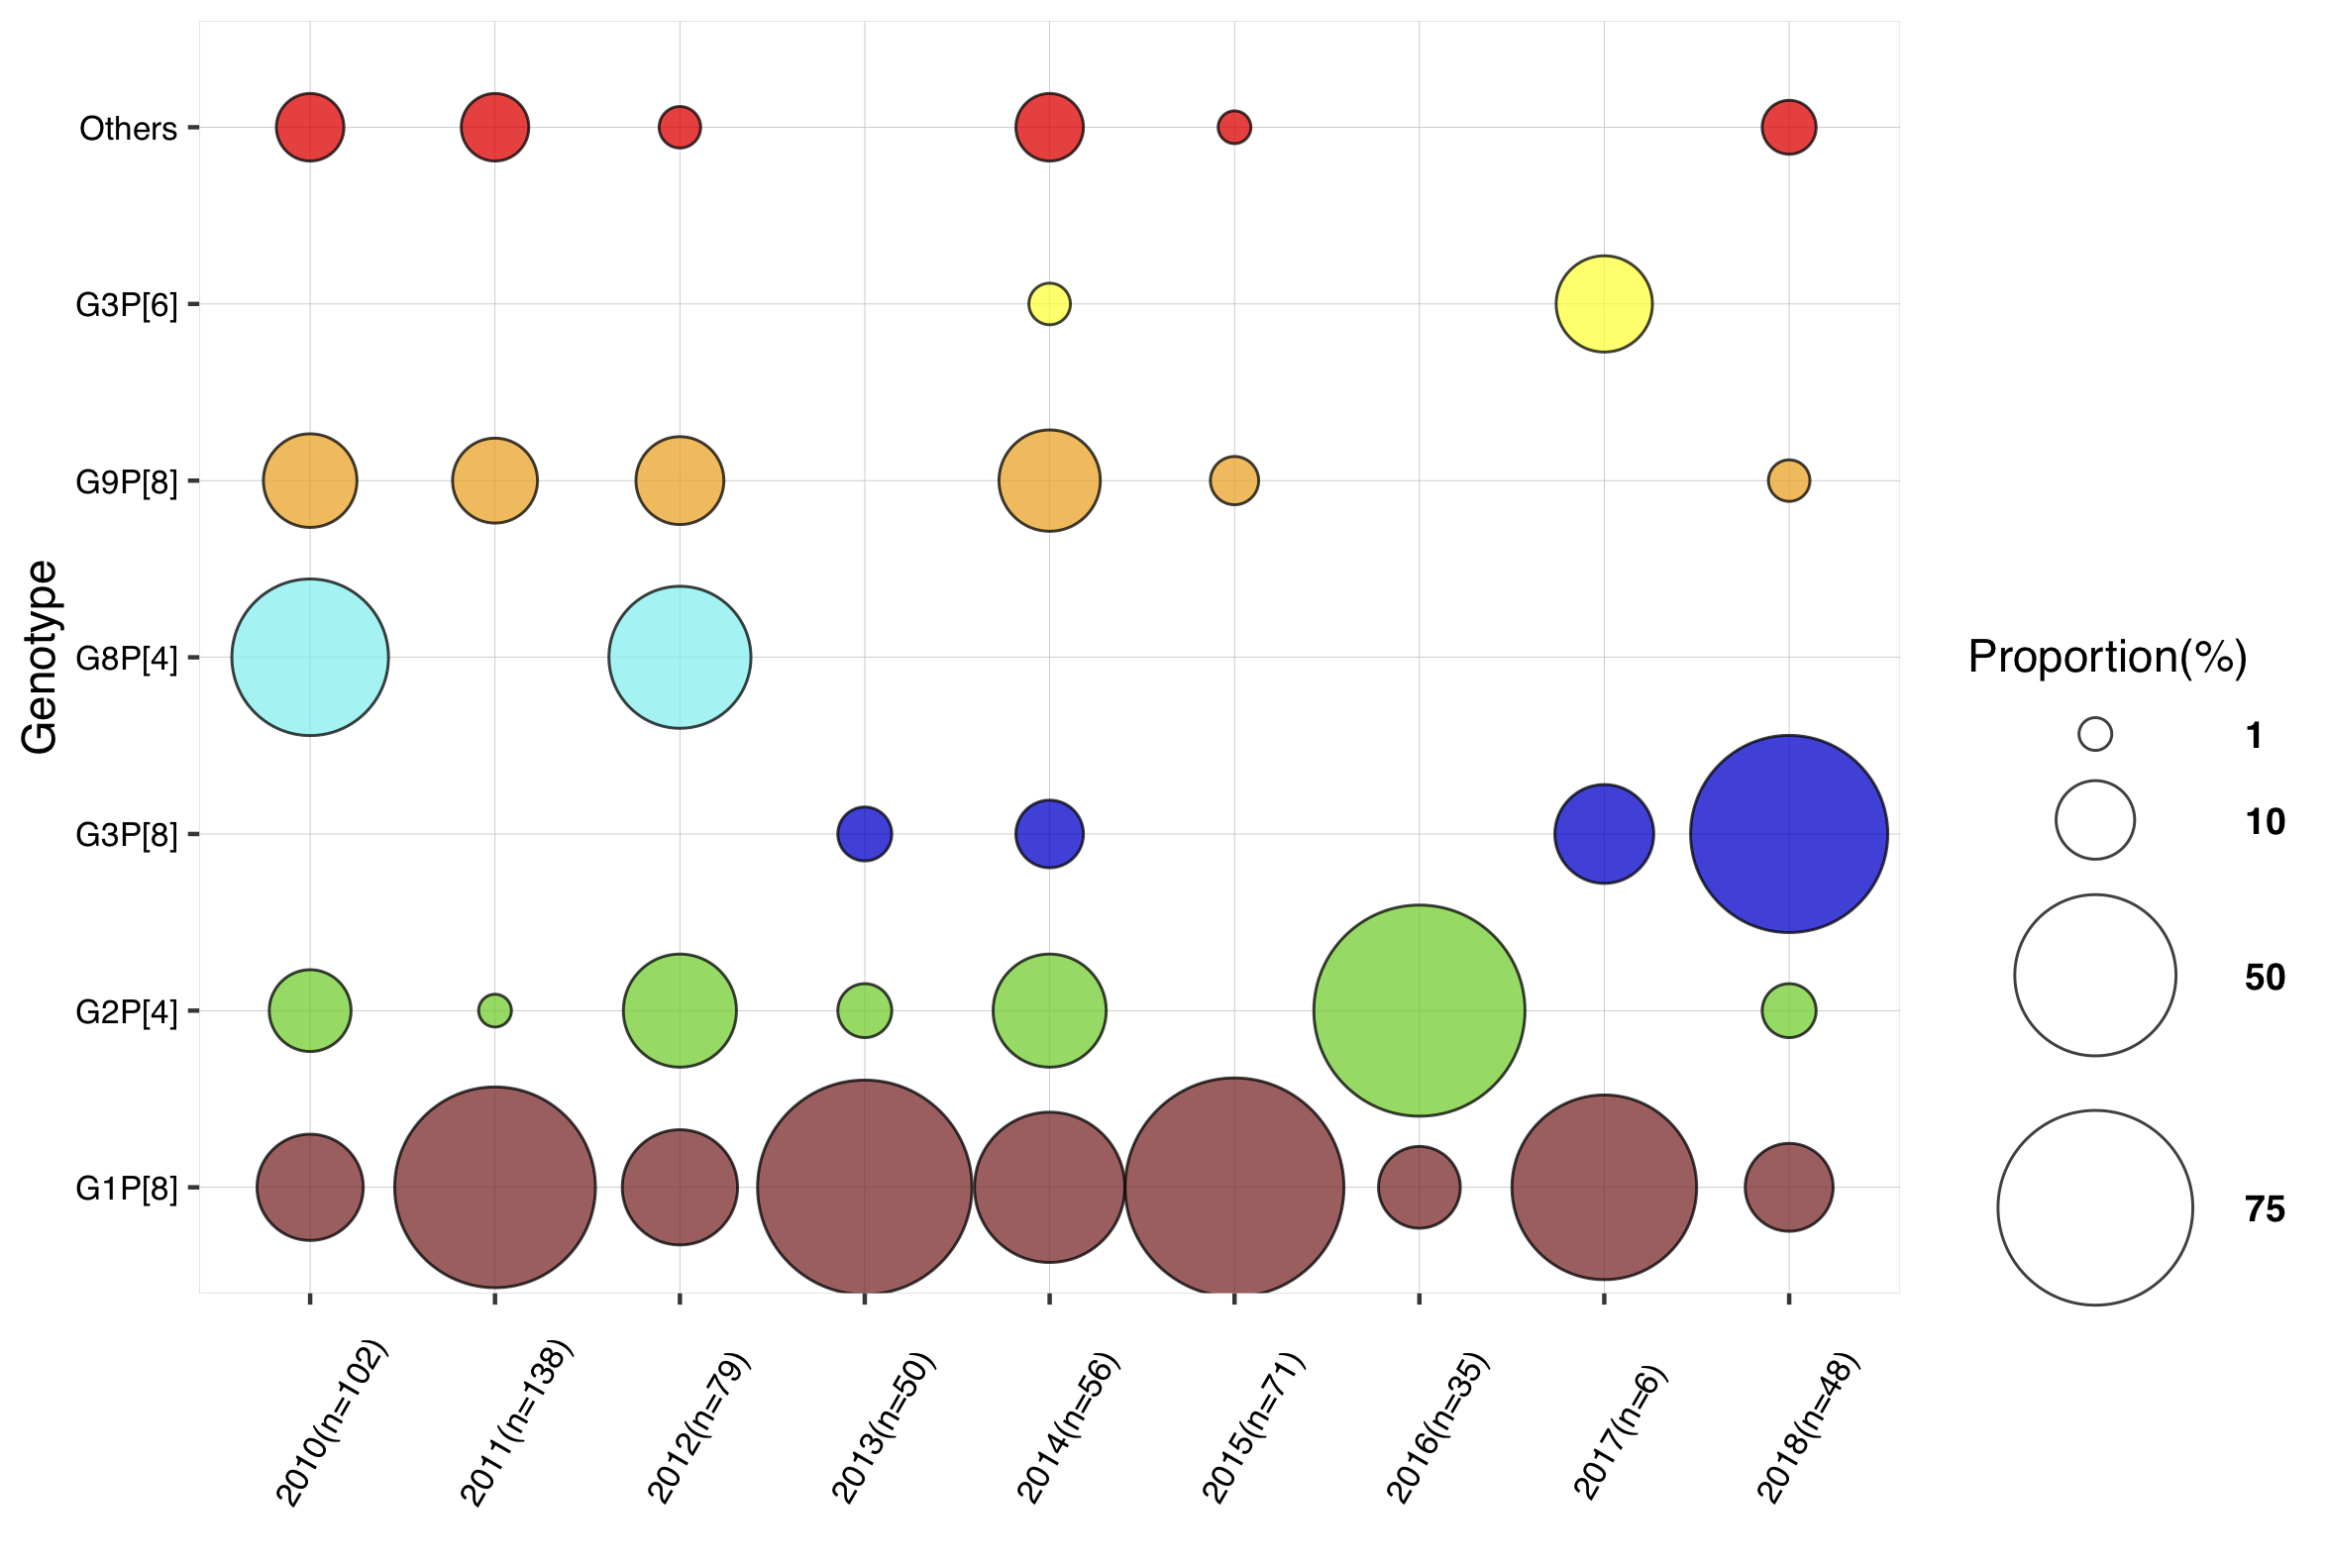 Genotype
Others
G3P[6]
G9P[8]
G8P[4]
G3P[8]
G2P[4]
G1P[8]
2010(n=102)
2011(n=138)
2012(n=79)
2013(n=50)
2014(n=56)
2015(n=71)
2016(n=35)
2017(n=6)
2018(n=48)
Proportion(%)
1
10
50
75